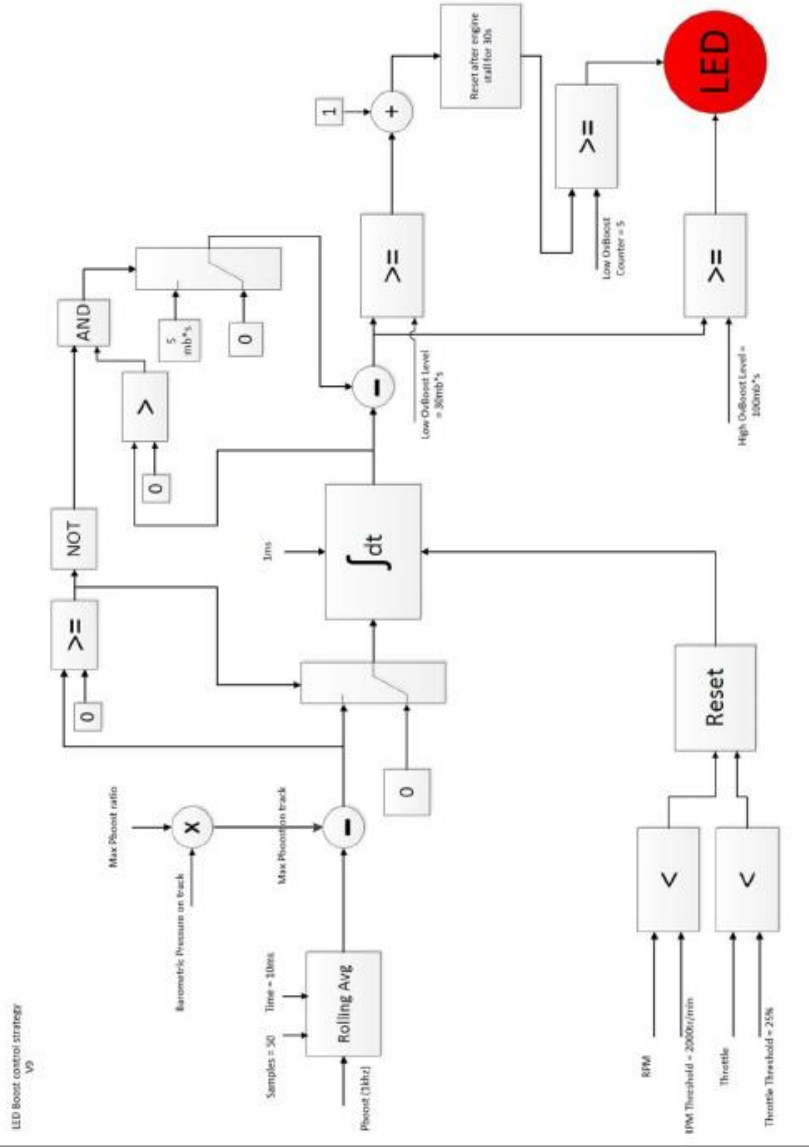 LED Boost control strategy
V9
Pboost (1khz)
Samples = 50
Time = 10ms
Rolling Avg
Barometric Pressure on track
Max Pboost ratio
X
Max Pboost on track
-
0
0
>=
NOT
0
>
AND
5
mb*s
0
1ms
∫dt
-
Low OvBoost Level
= 30mb*s
>=
1
+
Reset after engine
stall for 30s
Low OvBoost
Counter = 5
>=
LED
High OvBoost Level =
100mb*s
>=
RPM
RPM Threshold = 2000tr/min
<
Throttle
Throttle Threshold = 25%
<
Reset